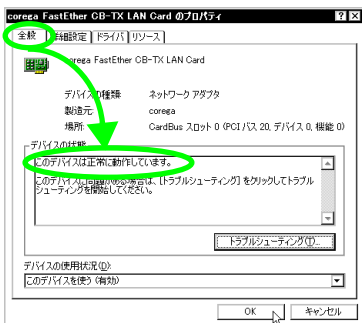 corega FastEther CB-TX LAN Card のプロパティ
全般 詳細設定 ドライバ リソース
corega FastEther CB-TX LAN Card
デバイスの種類: ネットワーク アダプタ
製造元: corega
場所: CardBus スロット 0 (PCI バス 20, デバイス 0, 機能 0)
デバイスの状態
このデバイスは正常に動作しています。
このデバイスに問題がある場合は、[トラブルシューティング] をクリックしてトラブル
シューティングを開始してください。
トラブルシューティング(T)...
デバイスの使用状況(D):
このデバイスを使う (有効)
OK キャンセル